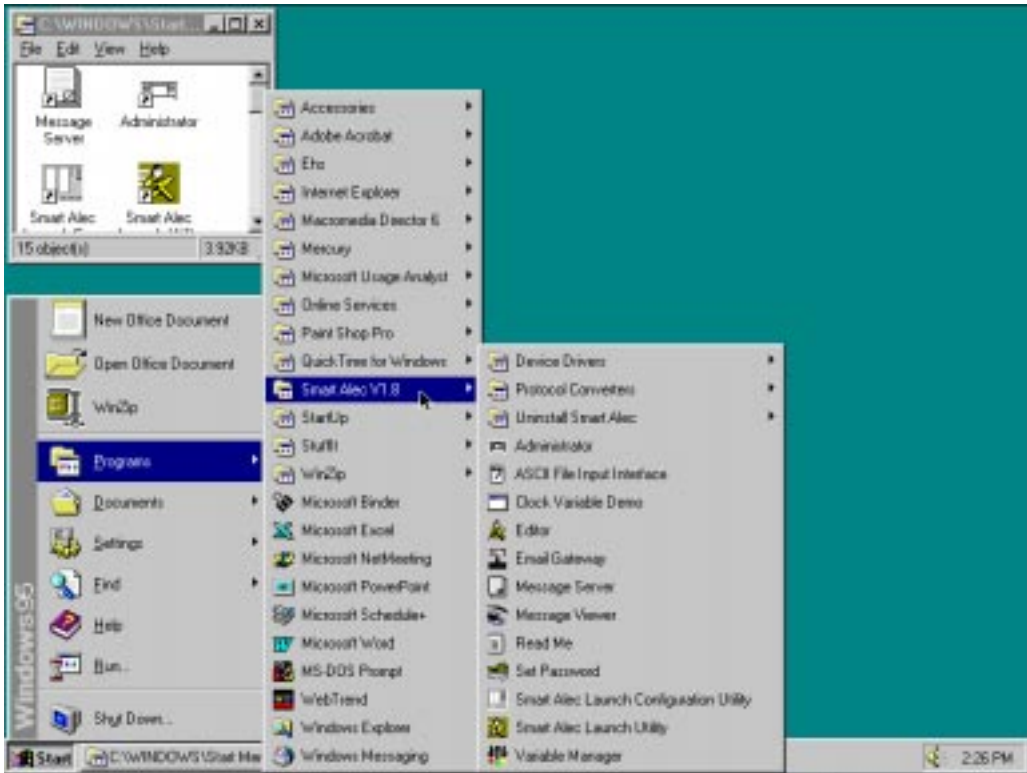 C:\WINDOWS\Start...
File Edit View Help
Message Server
Administrator
Smart Alec
Smart Alec
15 object(s)
3.92KB
New Office Document
Open Office Document
WinZip
Programs
Documents
Settings
Find
Help
Run...
Shut Down...
Windows95
Accessories
Adobe Acrobat
Ehs
Internet Explorer
Macromedia Director 6
Mercury
Microsoft Usage Analyst
Online Services
Paint Shop Pro
QuickTime for Windows
Smart Alec V1.8
StartUp
StuffIt
WinZip
Microsoft Binder
Microsoft Excel
Microsoft NetMeeting
Microsoft PowerPoint
Microsoft Schedule+
Microsoft Word
MS-DOS Prompt
WebTrend
Windows Explorer
Windows Messaging
Device Drivers
Protocol Converters
Uninstall Smart Alec
Administrator
ASCII File Input Interface
Clock Variable Demo
Editor
Email Gateway
Message Server
Message Viewer
Read Me
Set Password
Smart Alec Launch Configuration Utility
Smart Alec Launch Utility
Variable Manager
Start
C:\WINDOWS\Start Me
2:26 PM